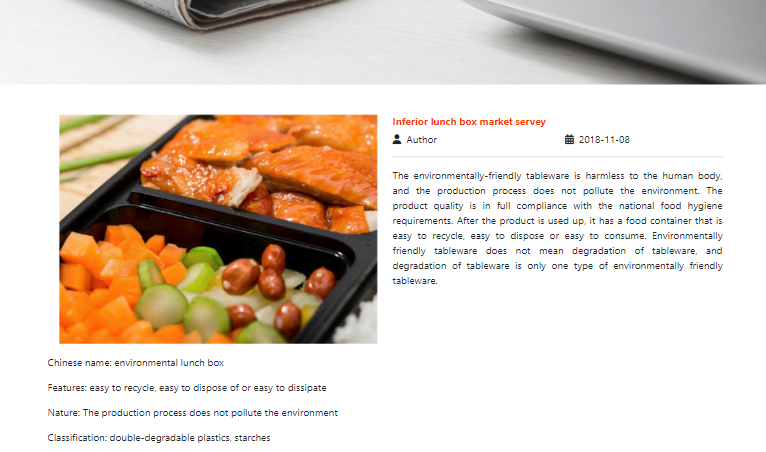 Inferior lunch box market servey
Author 2018-11-08
The environmentally-friendly tableware is harmless to the human body,
and the production process does not pollute the environment. The
product quality is in full compliance with the national food hygiene
requirements. After the product is used up, it has a food container that is
easy to recycle, easy to dispose or easy to consume. Environmentally
friendly tableware does not mean degradation of tableware, and
degradation of tableware is only one type of environmentally friendly
tableware.
Chinese name: environmental lunch box
Features: easy to recycle, easy to dispose of or easy to dissipate
Nature: The production process does not pollute the environment
Classification: double-degradable plastics, starches